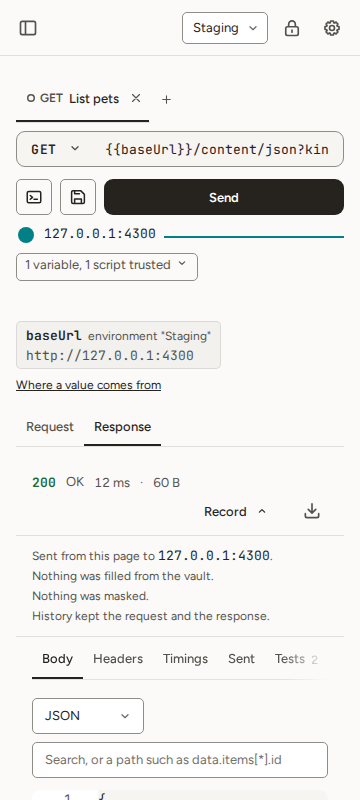 Staging
GET List pets
GET {{baseUrl}}/content/json?kin
Send
127.0.0.1:4300
1 variable, 1 script trusted
baseUrl environment "Staging"
http://127.0.0.1:4300
Where a value comes from
Request Response
200 OK 12 ms · 60 B
Record
Sent from this page to 127.0.0.1:4300.
Nothing was filled from the vault.
Nothing was masked.
History kept the request and the response.
Body Headers Timings Sent Tests 2
JSON
Search, or a path such as data.items[*].id
1 {